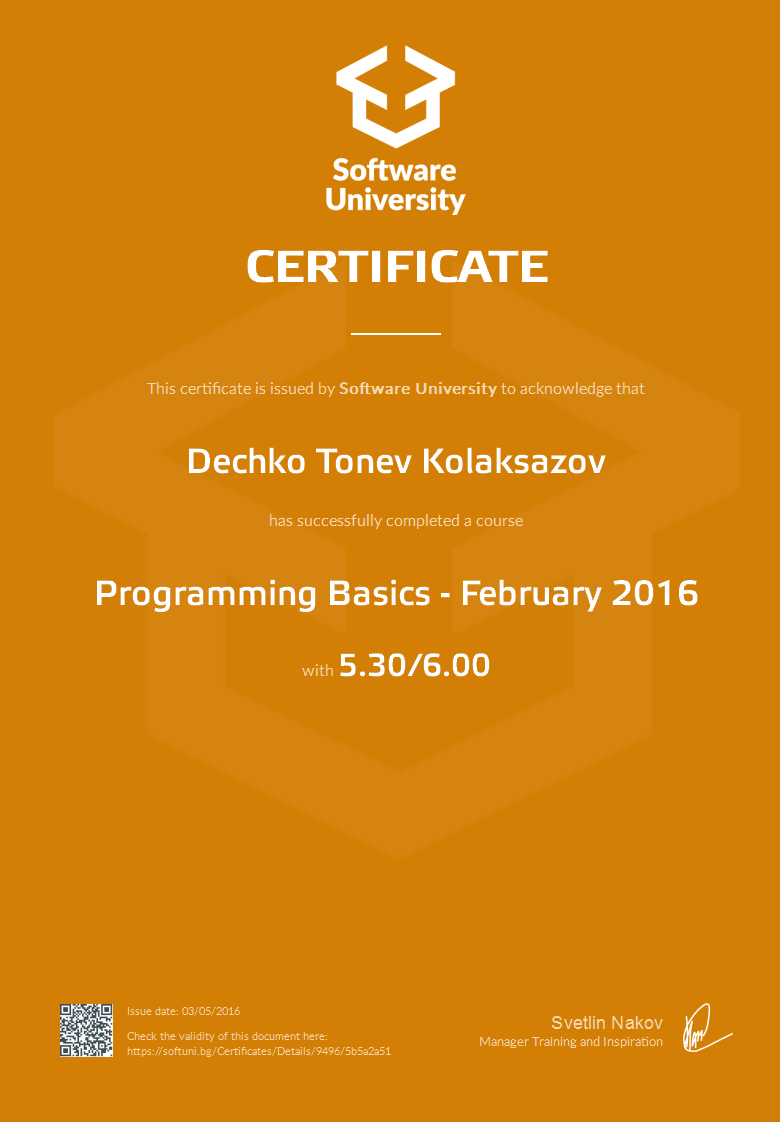 Software
University
CERTIFICATE
This certificate is issued by Software University to acknowledge that
Dechko Tonev Kolaksazov
has successfully completed a course
Programming Basics - February 2016
with 5.30/6.00
Issue date: 03/05/2016
Check the validity of this document here:
https://softuni.bg/Certificates/Details/9496/5b5a2a51
Svetlin Nakov
Manager Training and Inspiration